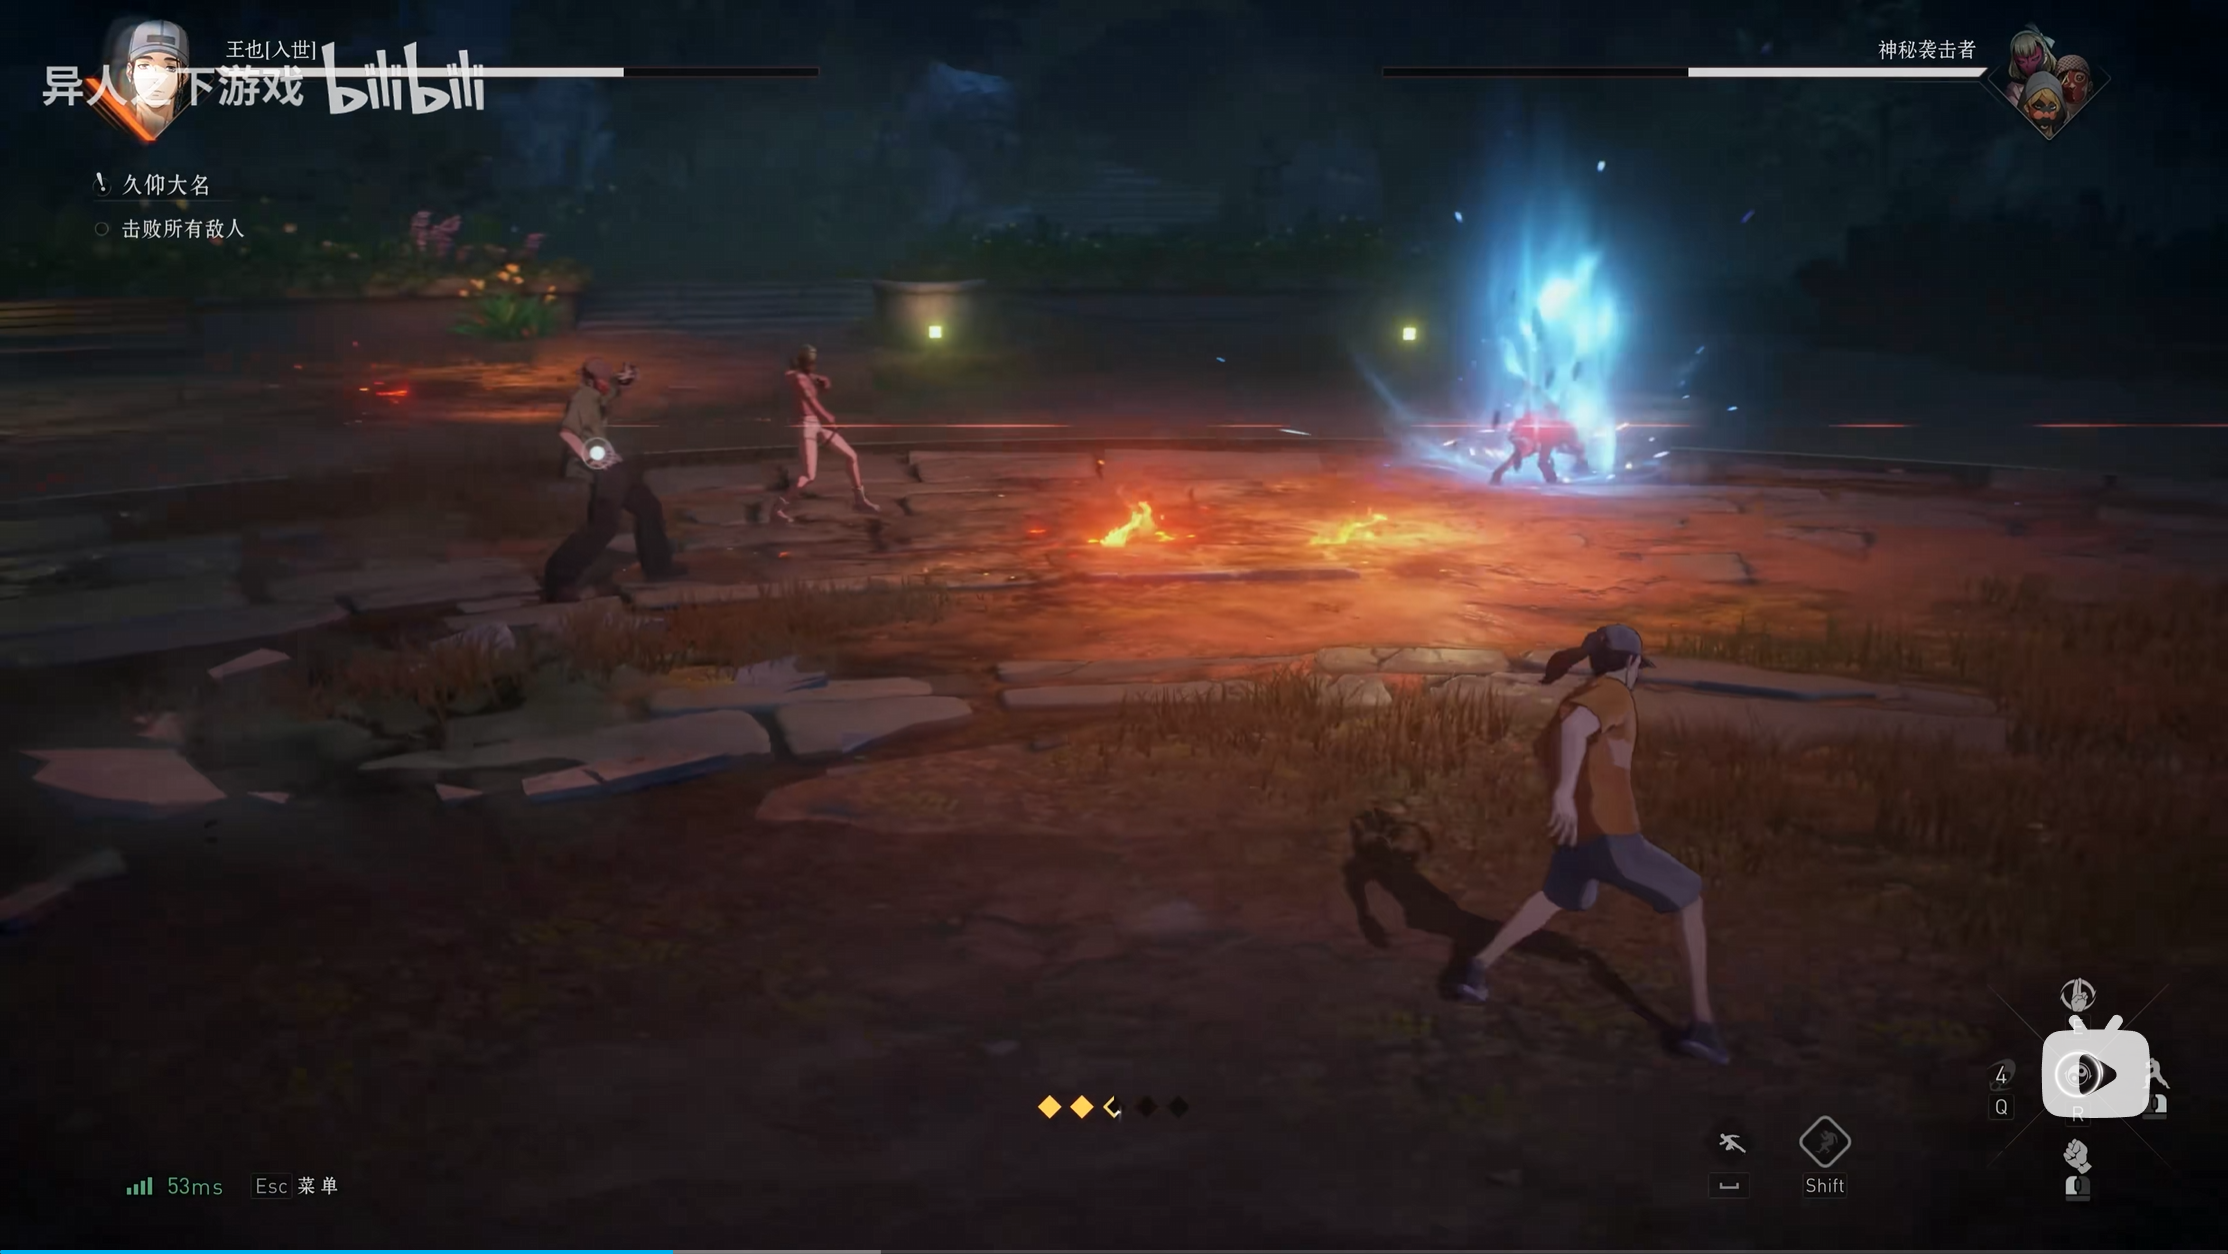 王也[入世]
神秘袭击者
异人之下游戏 bilibili
久仰大名
击败所有敌人
4
Q
R
Shift
53ms
Esc 菜单